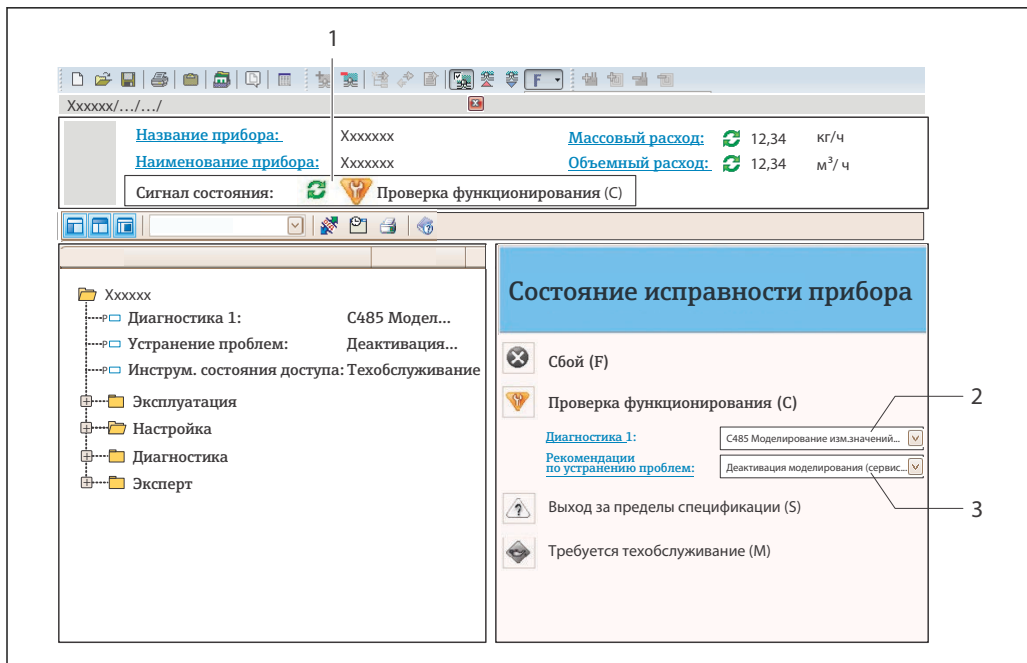 1
F
Xxxxxx/.../.../
Название прибора: Xxxxxxx Массовый расход: 12,34 кг/ч
Наименование прибора: Xxxxxxx Объемный расход: 12,34 м³/ ч
Сигнал состояния: Проверка функционирования (C)
Xxxxxx
P Диагностика 1: C485 Модел...
P Устранение проблем: Деактивация...
P Инструм. состояния доступа: Техобслуживание
Эксплуатация
Настройка
Диагностика
Эксперт
Состояние исправности прибора
Сбой (F)
Проверка функционирования (C)
2
Диагностика 1: C485 Моделирование изм.значений...
Рекомендации
по устранению проблем: Деактивация моделирования (сервис...
3
Выход за пределы спецификации (S)
Требуется техобслуживание (M)